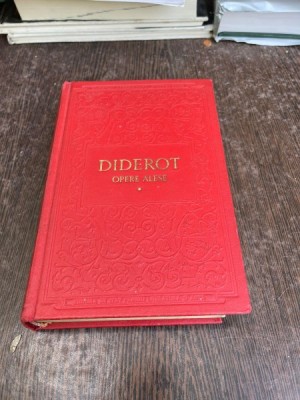 DIDEROT
OPERE ALESE
*